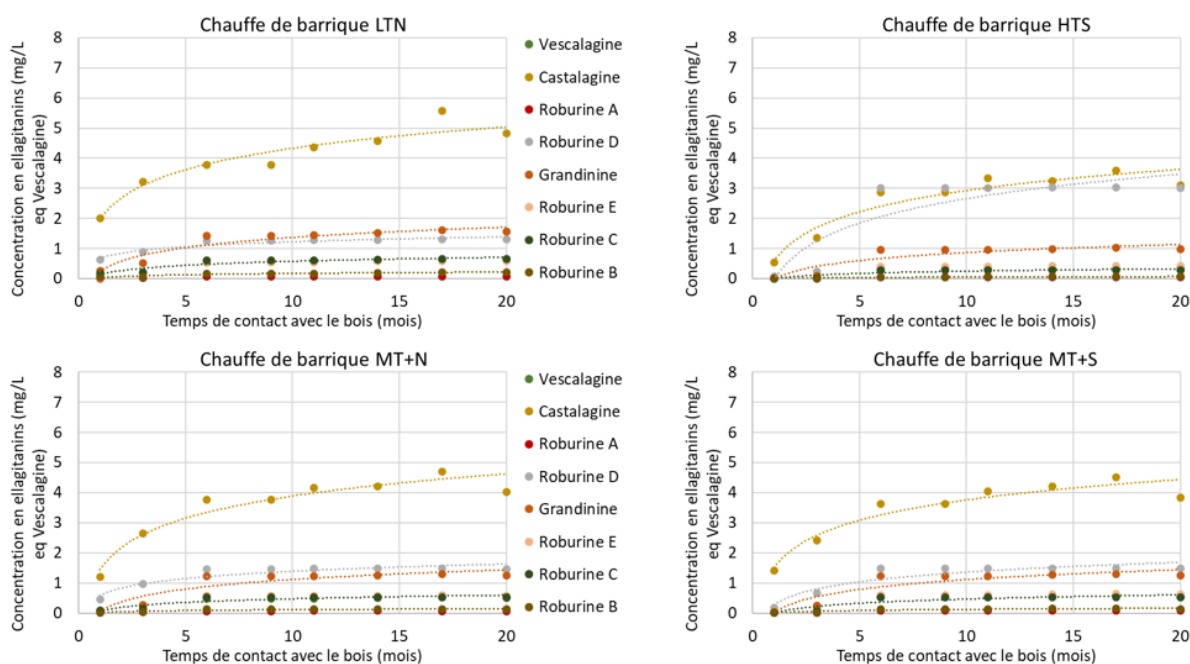 Chauffe de barrique LTN
Concentration en ellagitanins (mg/L
eq Vescalagine)
8
7
6
5
4
3
2
1
0
0 5 10 15 20
Temps de contact avec le bois (mois)
Vescalagine
Castalagine
Roburine A
Roburine D
Grandinine
Roburine E
Roburine C
Roburine B
Chauffe de barrique HTS
Concentration en ellagitanins (mg/L
eq Vescalagine)
8
7
6
5
4
3
2
1
0
0 5 10 15 20
Temps de contact avec le bois (mois)
Chauffe de barrique MT+N
Concentration en ellagitanins (mg/L
eq Vescalagine)
8
7
6
5
4
3
2
1
0
0 5 10 15 20
Temps de contact avec le bois (mois)
Vescalagine
Castalagine
Roburine A
Roburine D
Grandinine
Roburine E
Roburine C
Roburine B
Chauffe de barrique MT+S
Concentration en ellagitanins (mg/L
eq Vescalagine)
8
7
6
5
4
3
2
1
0
0 5 10 15 20
Temps de contact avec le bois (mois)